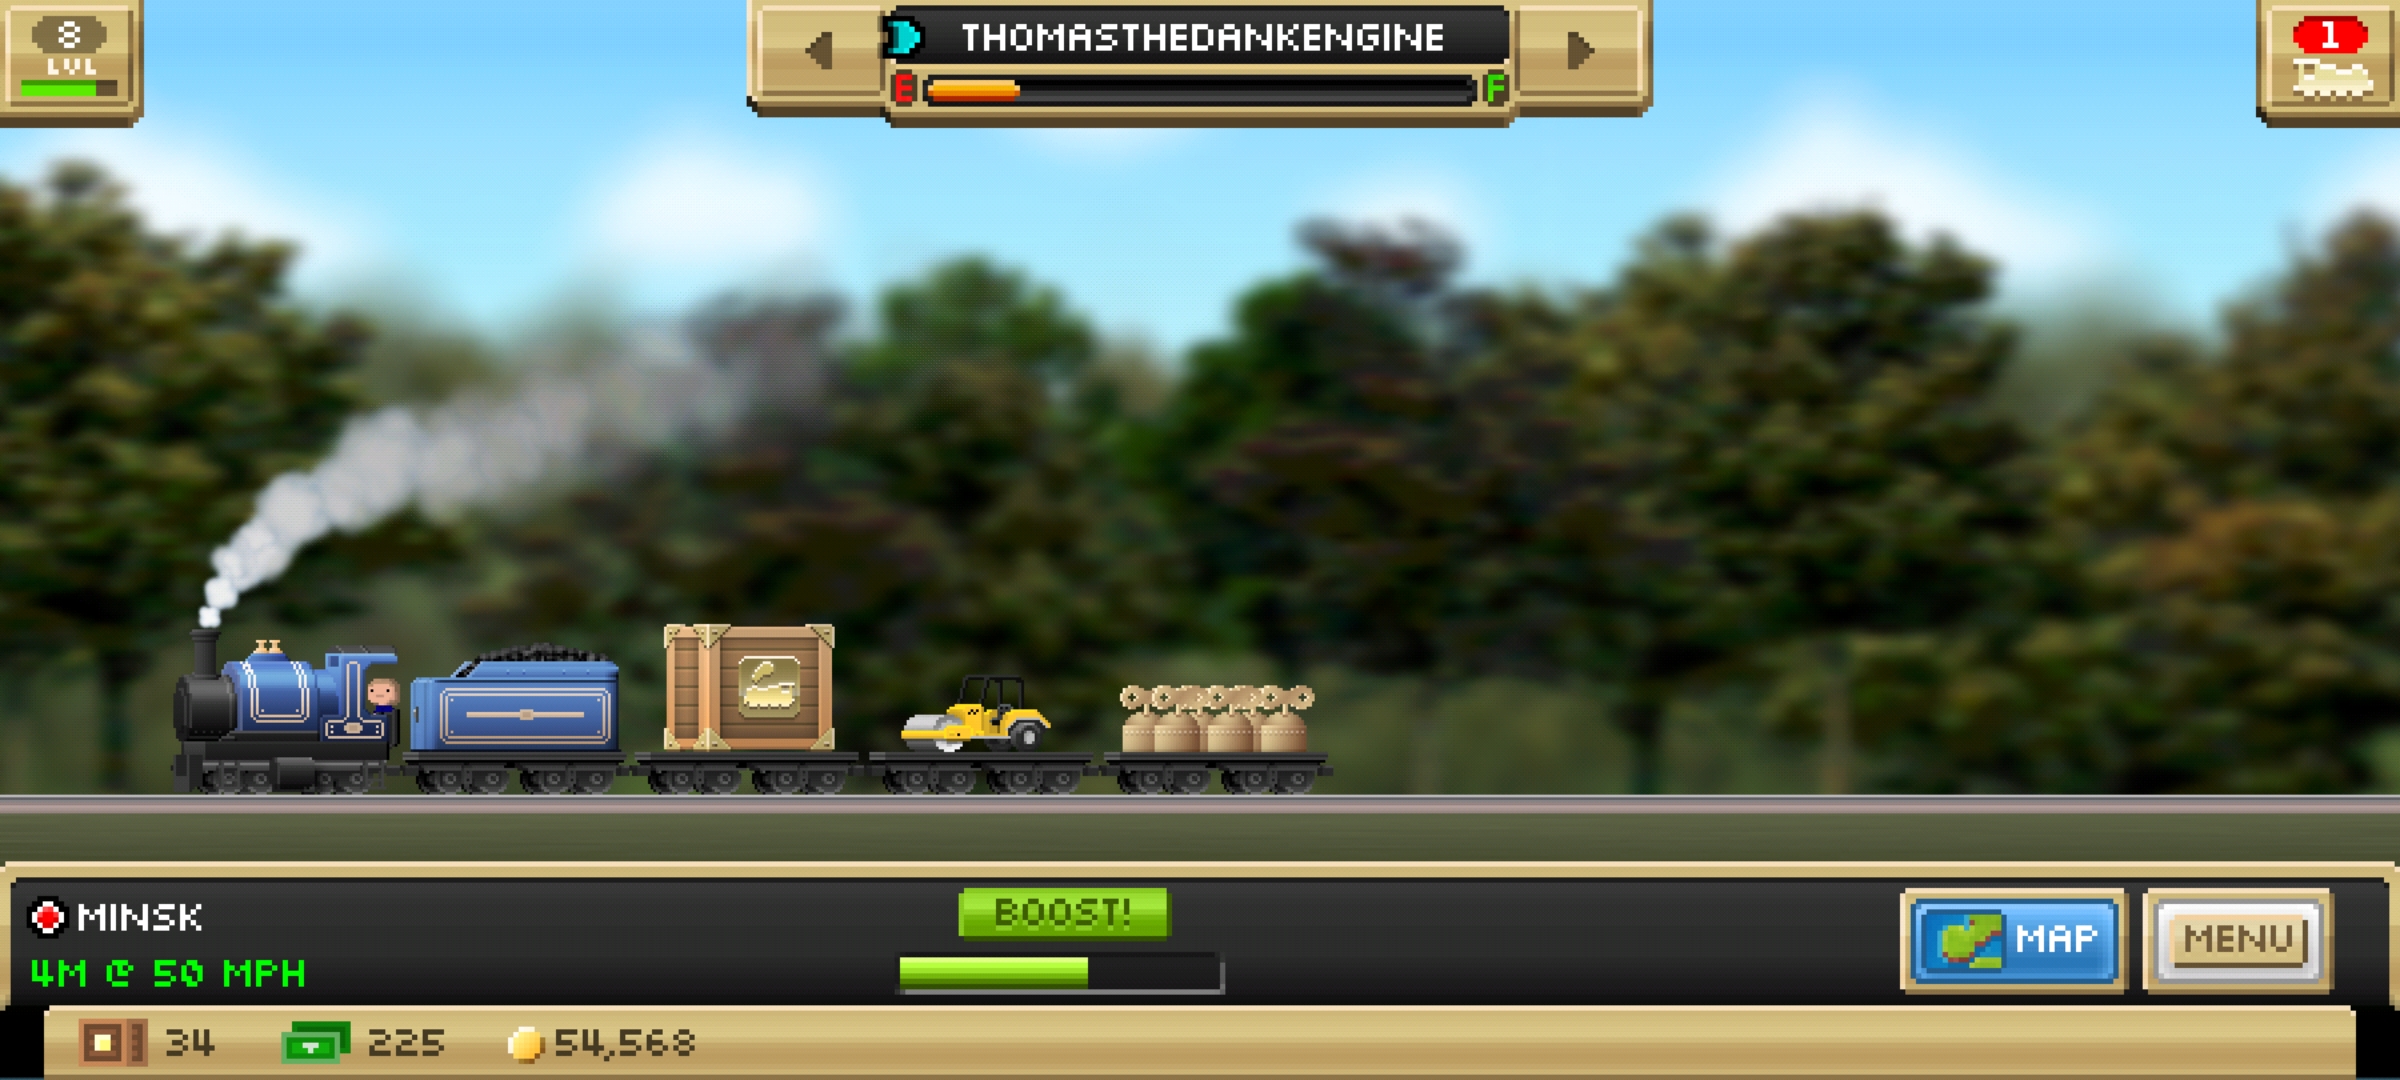 8
LVL
THOMASTHEDANKENGINE
E F
1
MINSK
4M @ 50 MPH
BOOST!
MAP
MENU
34 225 54,568